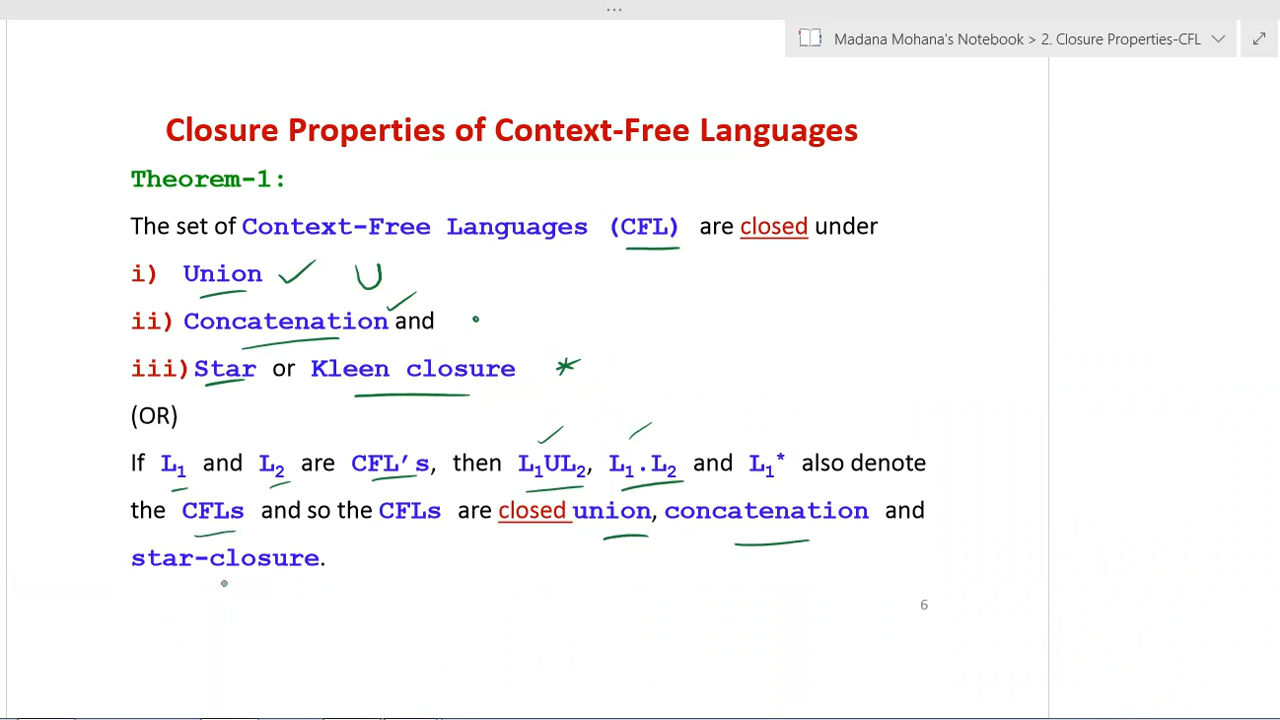 ...
Madana Mohana's Notebook > 2. Closure Properties-CFL
Closure Properties of Context-Free Languages
Theorem-1:
The set of Context-Free Languages (CFL) are closed under
i) Union ✓ U
ii) Concatenation ✓ and .
iii) Star or Kleen closure *
(OR)
If L₁ and L₂ are CFL's, then L₁UL₂, L₁.L₂ and L₁* also denote
the CFLs and so the CFLs are closed union, concatenation and
star-closure.
6